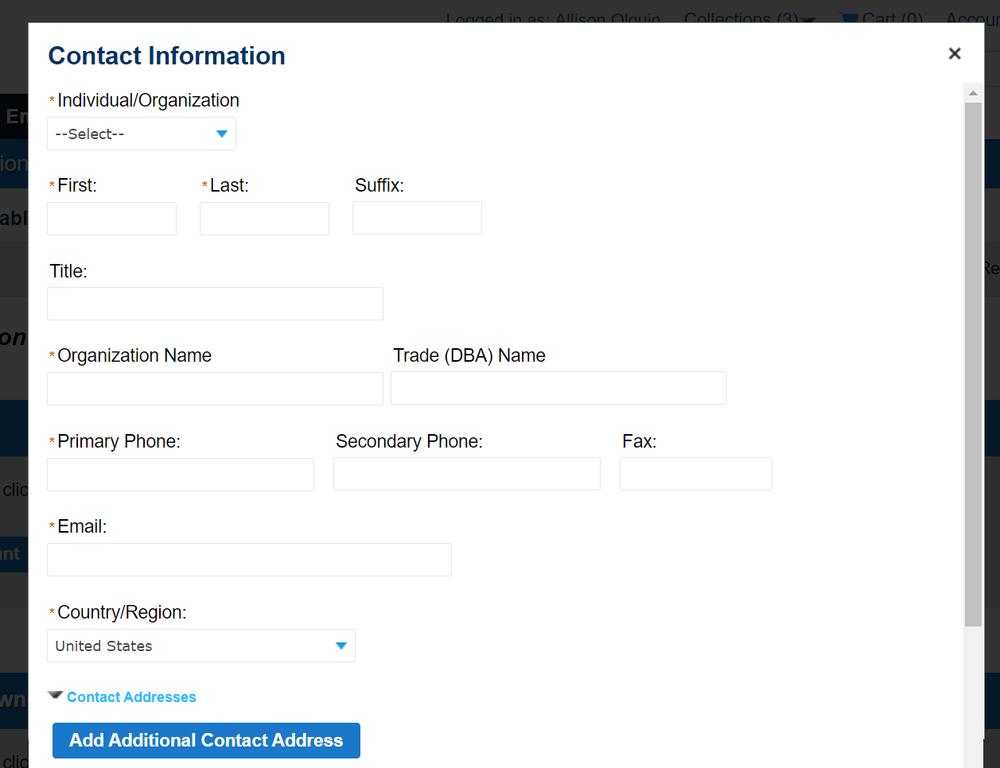 Logged in as: Allison Olguin Collections (3) Cart (0)
Contact Information
*Individual/Organization
--Select--
*First: *Last: Suffix:
Title:
*Organization Name Trade (DBA) Name
*Primary Phone: Secondary Phone: Fax:
*Email:
*Country/Region:
United States
Contact Addresses
Add Additional Contact Address